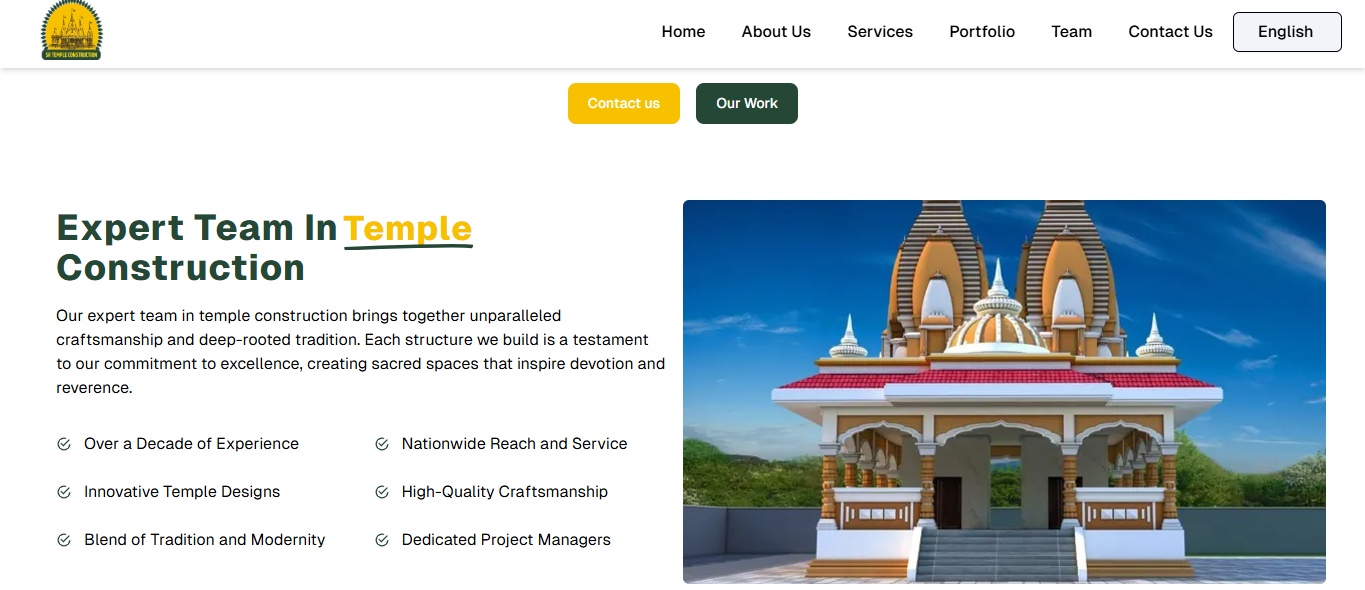 SR TEMPLE CONSTRUCTION
Home
About Us
Services
Portfolio
Team
Contact Us
English
Contact us
Our Work
Expert Team In Temple
Construction
Our expert team in temple construction brings together unparalleled
craftsmanship and deep-rooted tradition. Each structure we build is a testament
to our commitment to excellence, creating sacred spaces that inspire devotion and
reverence.
Over a Decade of Experience
Nationwide Reach and Service
Innovative Temple Designs
High-Quality Craftsmanship
Blend of Tradition and Modernity
Dedicated Project Managers